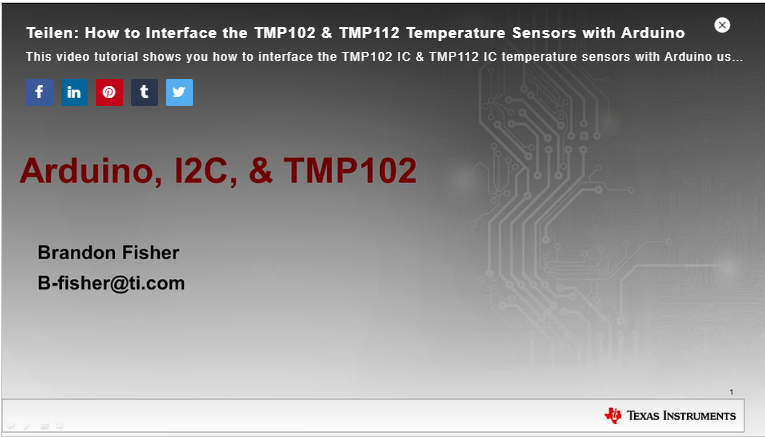 Teilen: How to Interface the TMP102 & TMP112 Temperature Sensors with Arduino
This video tutorial shows you how to interface the TMP102 IC & TMP112 IC temperature sensors with Arduino us...
f in t
Arduino, I2C, & TMP102
Brandon Fisher
B-fisher@ti.com
1
TEXAS INSTRUMENTS